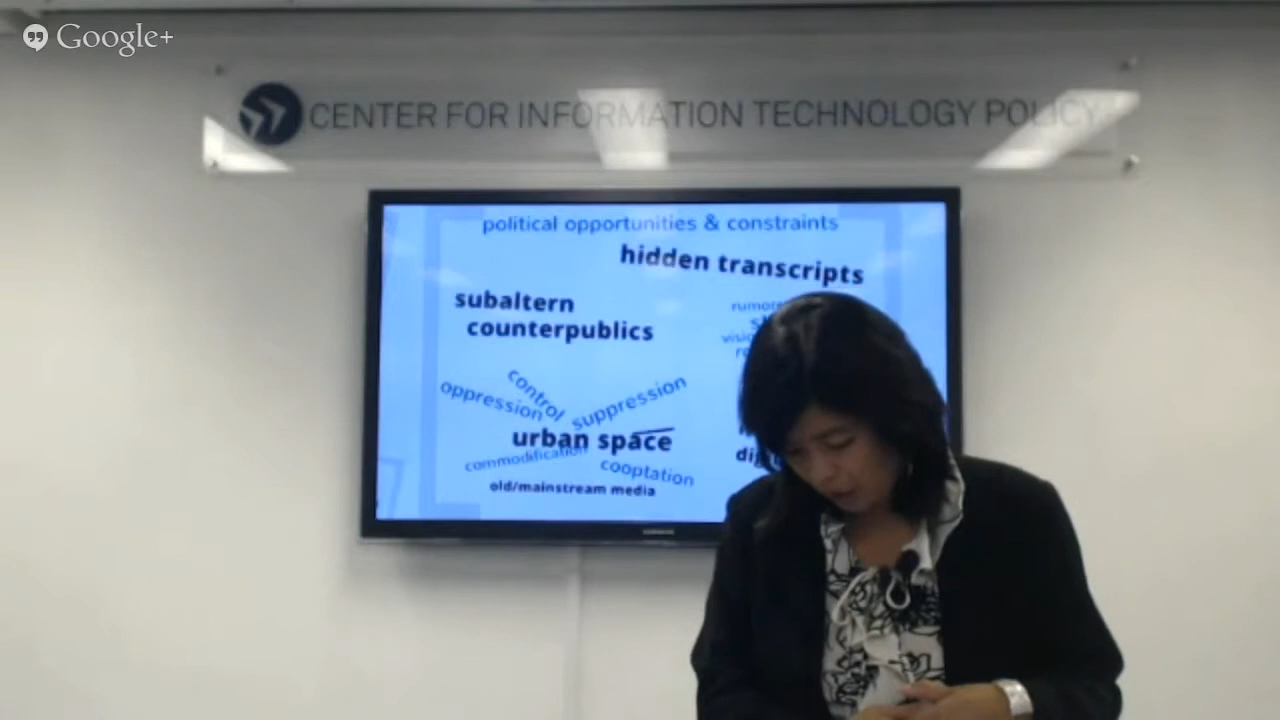 Google+
CENTER FOR INFORMATION TECHNOLOGY POLICY
political opportunities & constraints
hidden transcripts
subaltern
counterpublics
control
oppression
suppression
urban space
commodification
cooptation
old/mainstream media